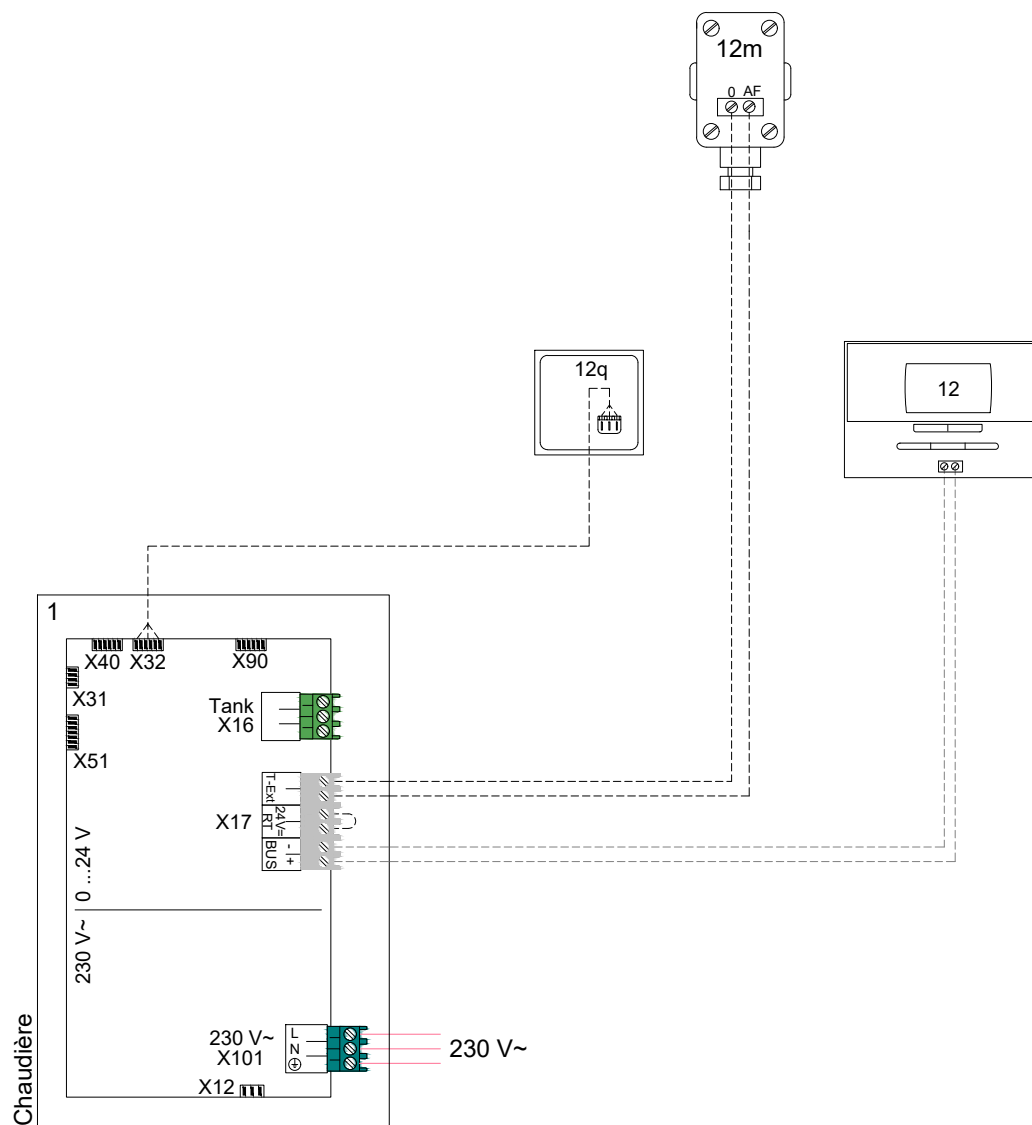 12m
0 AF
12q
12
1
X40 X32 X90
X31
Tank
X16
X51
T-Ext
X17
24V=
RT
BUS
- +
0 ...24 V
230 V~
230 V~
X101
L
N
230 V~
X12
Chaudière